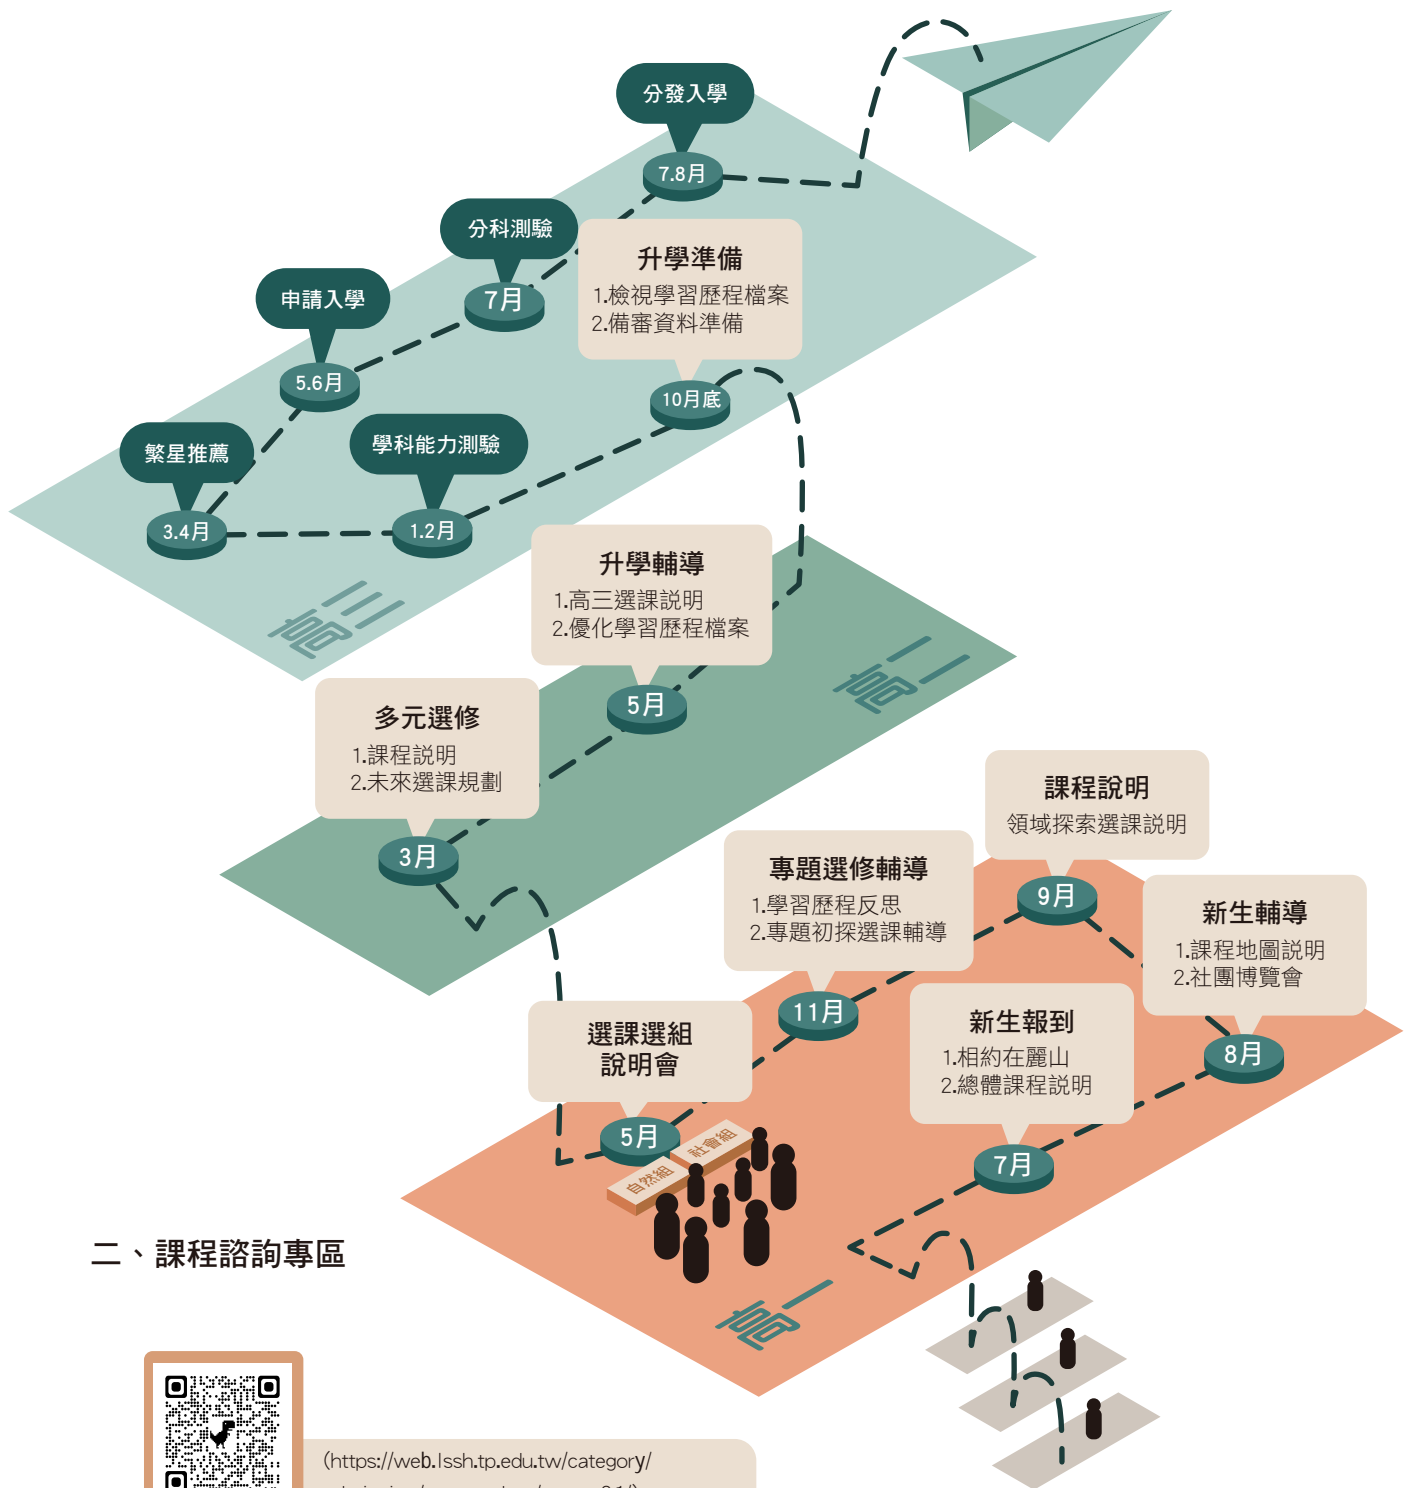 分發入學
7.8月
分科測驗
7月
升學準備
1.檢視學習歷程檔案
2.備審資料準備
申請入學
5.6月
10月底
繁星推薦
3.4月
學科能力測驗
1.2月
高三
升學輔導
1.高三選課説明
2.優化學習歷程檔案
5月
高二
多元選修
1.課程説明
2.未來選課規劃
3月
課程說明
領域探索選課説明
9月
專題選修輔導
1.學習歷程反思
2.專題初探選課輔導
11月
新生輔導
1.課程地圖説明
2.社團博覽會
8月
新生報到
1.相約在麗山
2.總體課程説明
7月
選課選組
說明會
5月
社會組
自然組
高一
二、課程諮詢專區
(https://web.lssh.tp.edu.tw/category/